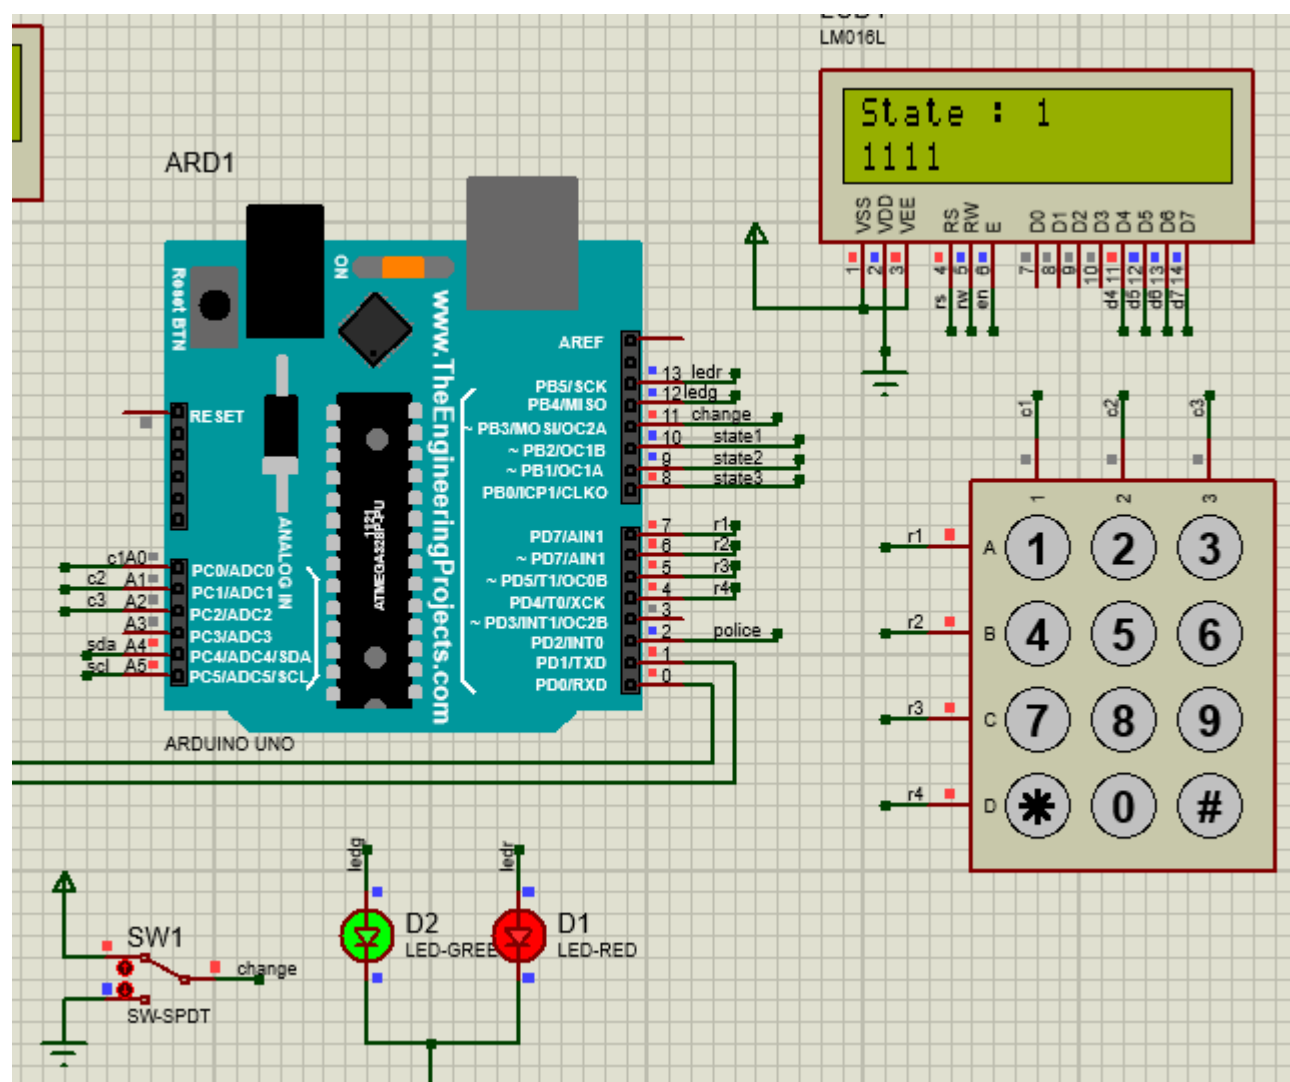 LM016L
State : 1
1111
VSS
VDD
VEE
RS
RW
E
D0
D1
D2
D3
D4
D5
D6
D7
1
2
3
4
5
6
7
8
9
10
11
12
13
14
rs
rw
en
d4
d5
d6
d7
ARD1
Reset BTN
ON
www.TheEngineeringProjects.com
ANALOG IN
1121
ATMEGA328P-PU
RESET
AREF
PB5/SCK 13 ledr
PB4/MISO 12 ledg
~ PB3/MOSI/OC2A 11 change
~ PB2/OC1B 10 state1
~ PB1/OC1A 9 state2
PB0/ICP1/CLKO 8 state3
PD7/AIN1 7 r1
~ PD7/AIN1 6 r2
~ PD5/T1/OC0B 5 r3
PD4/T0/XCK 4 r4
~ PD3/INT1/OC2B 3
PD2/INT0 2 police
PD1/TXD 1
PD0/RXD 0
c1 A0 PC0/ADC0
c2 A1 PC1/ADC1
c3 A2 PC2/ADC2
A3 PC3/ADC3
sda A4 PC4/ADC4/SDA
scl A5 PC5/ADC5/SCL
ARDUINO UNO
c1
c2
c3
1 2 3
r1 A 1 2 3
r2 B 4 5 6
r3 C 7 8 9
r4 D * 0 #
SW1
change
SW-SPDT
ledg
D2
LED-GREE
ledr
D1
LED-RED